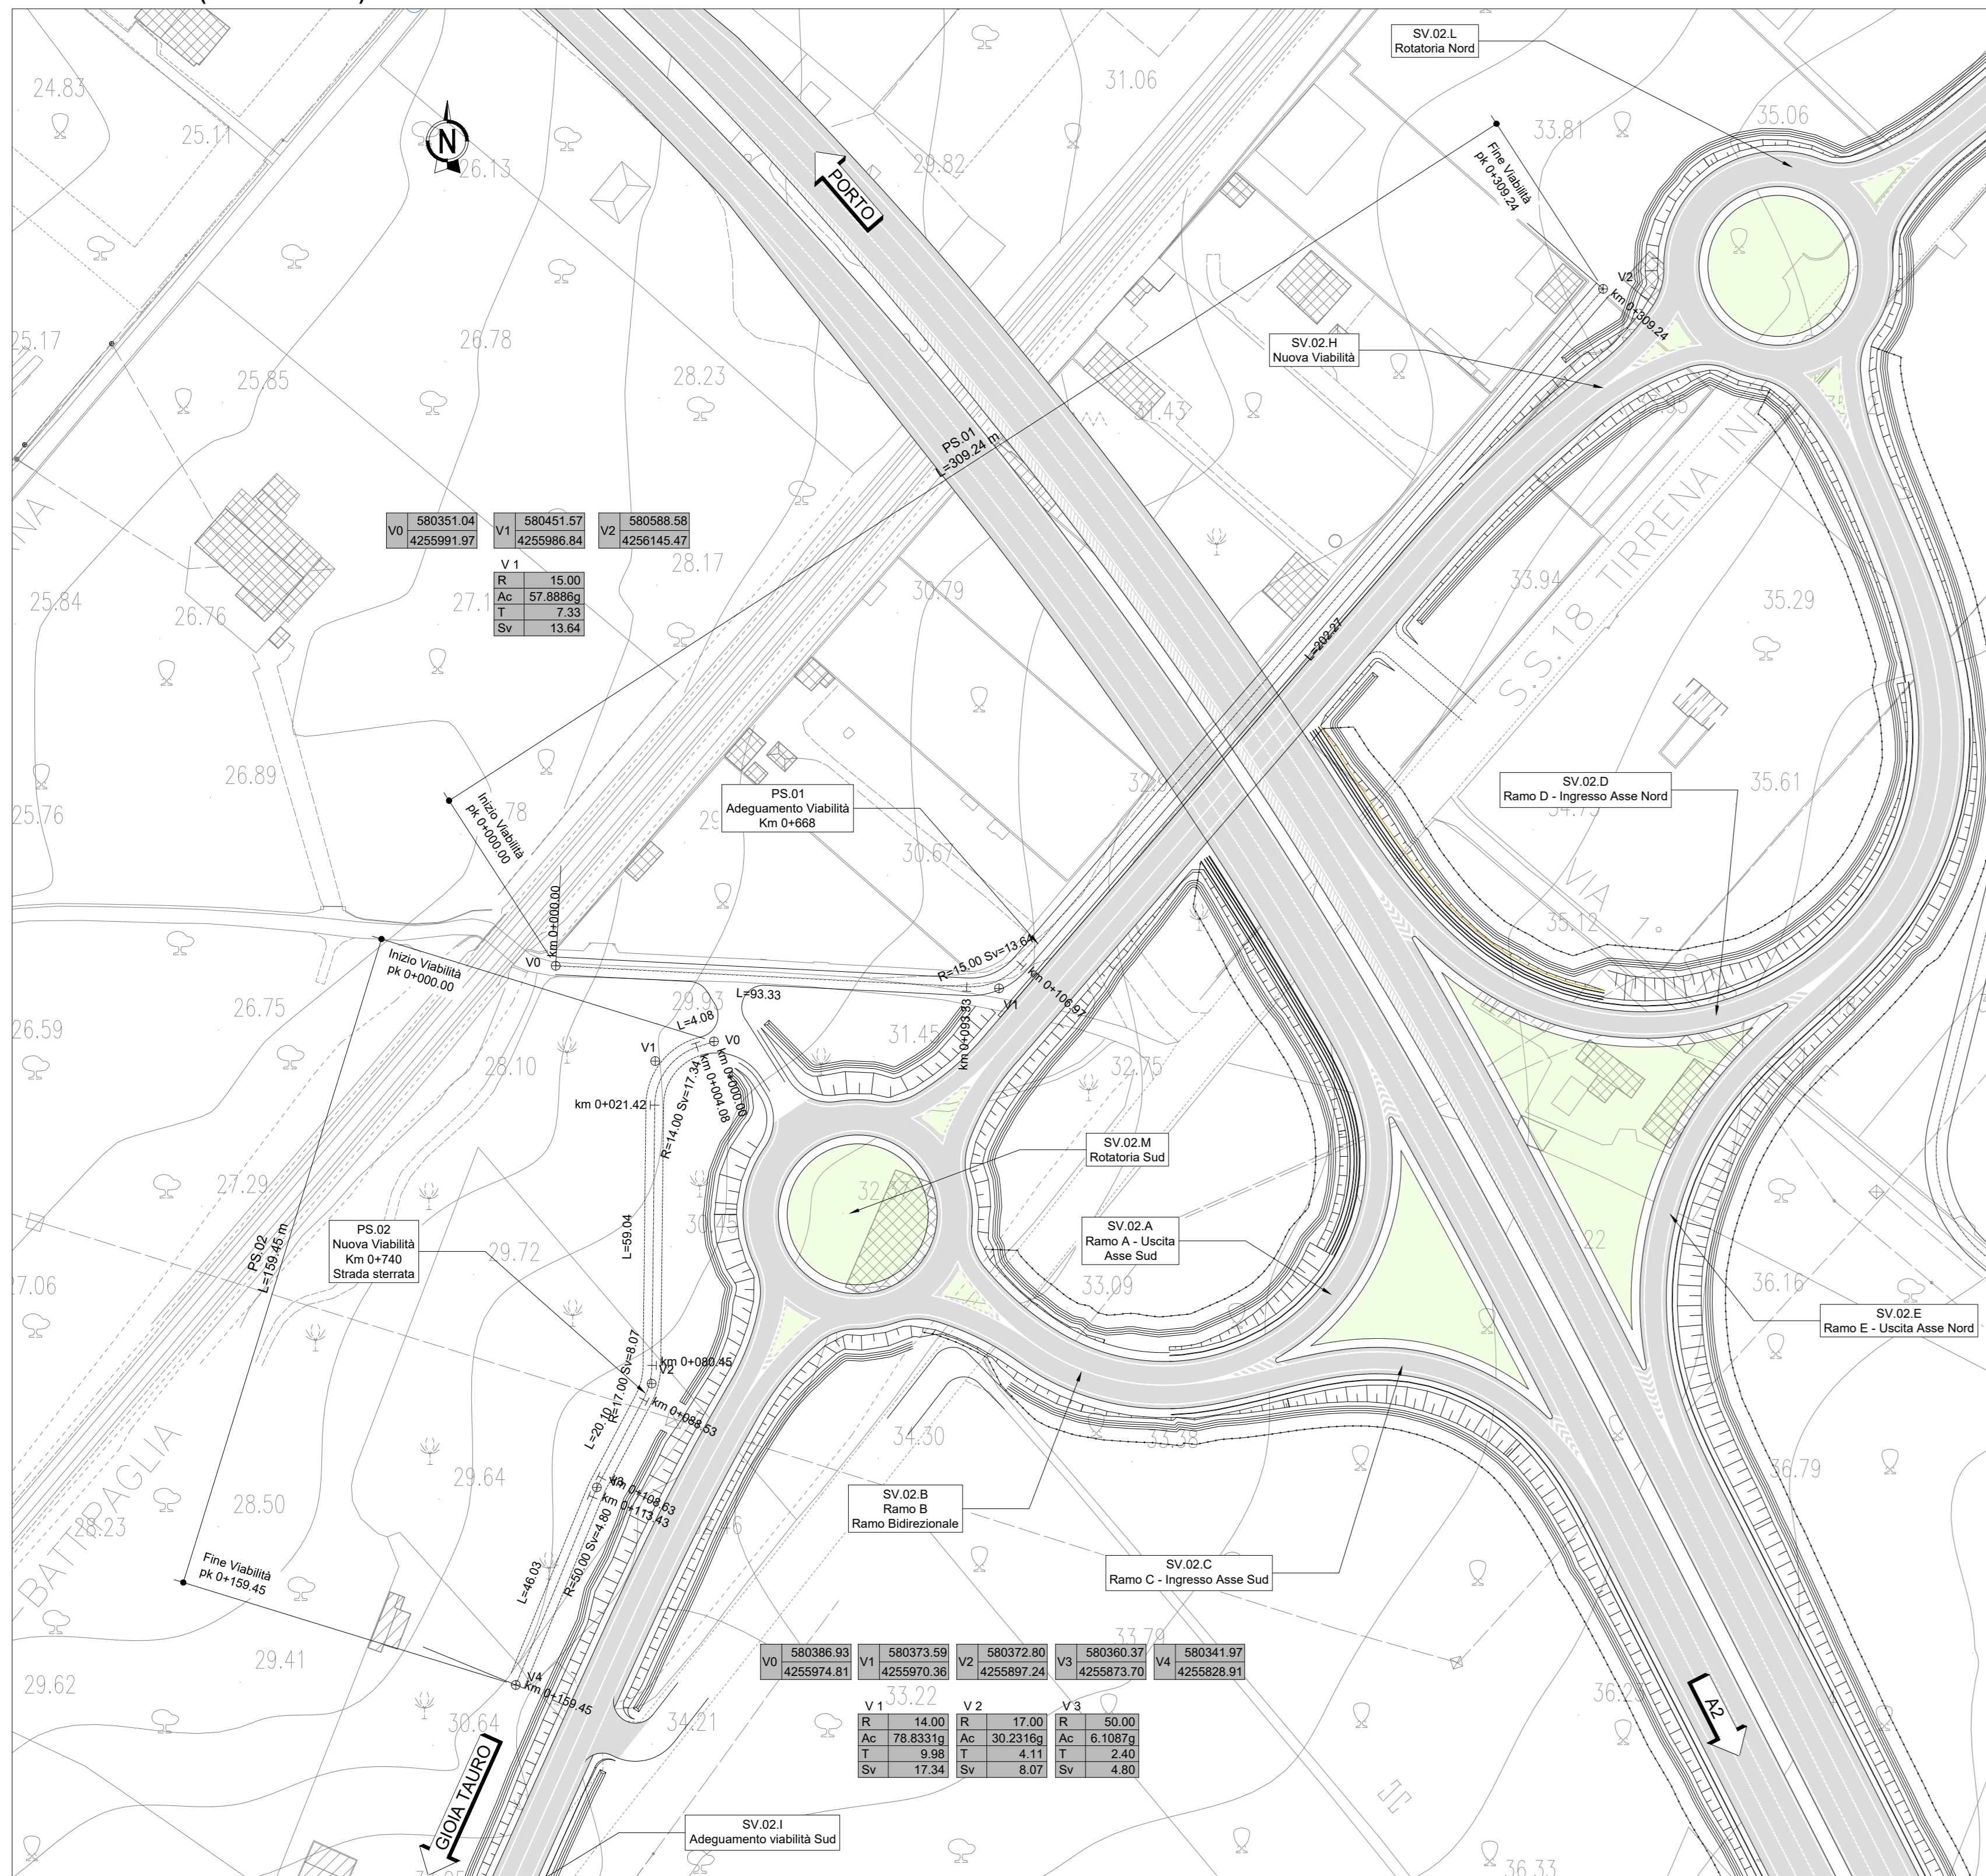 SV.02.L
Rotatoria Nord
24.83
31.06
35.06
25.11
33.81
N
26.13
29.82
PORTO
Fine Viabilità
pk 0+309.24
V2
km 0+309.24
25.17
26.78
SV.02.H
Nuova Viabilità
25.85
28.23
31.43
PS.01
L=309.24 m
V0 580351.04
4255991.97
V1 580451.57
4255986.84
V2 580588.58
4256145.47
28.17
V 1
R 15.00
Ac 57.8886g
T 7.33
Sv 13.64
33.94
30.79
35.29
25.84
26.76
S.S.18 TIRRENA
L=202.27
26.89
SV.02.D
Ramo D - Ingresso Asse Nord
35.61
25.76
Inizio Viabilità
pk 0+000.00
PS.01
Adeguamento Viabilità
Km 0+668
30.67
VIA
35.12
km 0+000.00
V0
Inizio Viabilità
pk 0+000.00
R=15.00 Sv=13.64
km 0+106.97
V1
km 0+093.33
L=93.33
29.93
L=4.08
26.75
26.59
31.45
V1
V0
km 0+000.00
km 0+004.08
28.10
32.75
km 0+021.42
R=14.00 Sv=17.34
SV.02.M
Rotatoria Sud
27.29
30.45
PS.02
L=159.45 m
PS.02
Nuova Viabilità
Km 0+740
Strada sterrata
29.72
L=59.04
SV.02.A
Ramo A - Uscita
Asse Sud
33.09
22
36.16
27.06
SV.02.E
Ramo E - Uscita Asse Nord
R=17.00 Sv=8.07
km 0+080.45
V2
km 0+088.53
L=20.10
34.30
33.38
BATTIPAGLIA
29.64
36.79
V3
km 0+108.63
km 0+113.43
28.50
28.23
SV.02.B
Ramo B
Ramo Bidirezionale
R=50.00 Sv=4.80
L=46.03
Fine Viabilità
pk 0+159.45
SV.02.C
Ramo C - Ingresso Asse Sud
29.41
33.79
29.62
V0 580386.93
4255974.81
V1 580373.59
4255970.36
V2 580372.80
4255897.24
V3 580360.37
4255873.70
V4 580341.97
4255828.91
V4
km 0+159.45
33.22
V 1
R 14.00
Ac 78.8331g
T 9.98
Sv 17.34
V 2
R 17.00
Ac 30.2316g
T 4.11
Sv 8.07
V 3
R 50.00
Ac 6.1087g
T 2.40
Sv 4.80
36.23
A2
30.64
34.21
GIOIA TAURO
SV.02.I
Adeguamento viabilità Sud
36.33